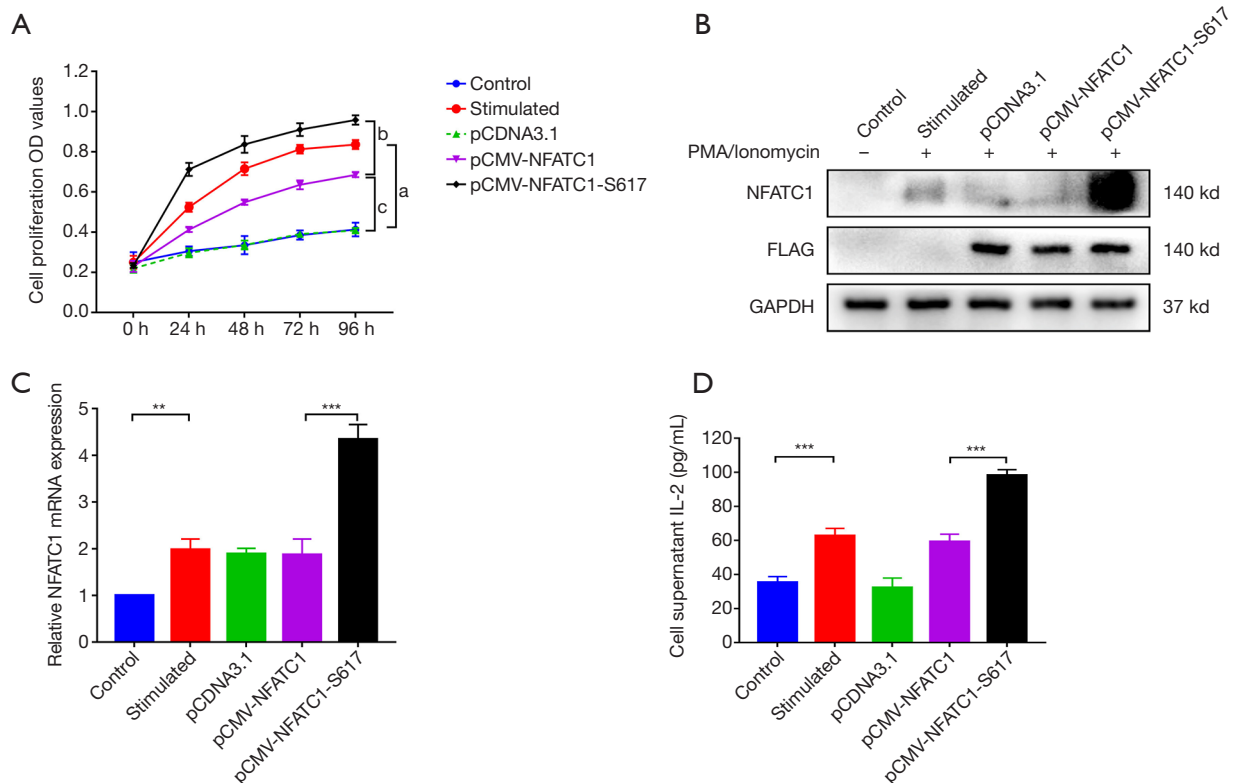 A
Cell proliferation OD values
1.2
1.0
0.8
0.6
0.4
0.2
0.0
0 h 24 h 48 h 72 h 96 h
b
c
a
Control
Stimulated
pCDNA3.1
pCMV-NFATC1
pCMV-NFATC1-S617
B
Control
Stimulated
pCDNA3.1
pCMV-NFATC1
pCMV-NFATC1-S617
PMA/Ionomycin – + + + +
NFATC1 140 kd
FLAG 140 kd
GAPDH 37 kd
C
Relative NFATC1 mRNA expression
5
4
3
2
1
0
** ***
Control
Stimulated
pCDNA3.1
pCMV-NFATC1
pCMV-NFATC1-S617
D
Cell supernatant IL-2 (pg/mL)
120
100
80
60
40
20
0
*** ***
Control
Stimulated
pCDNA3.1
pCMV-NFATC1
pCMV-NFATC1-S617